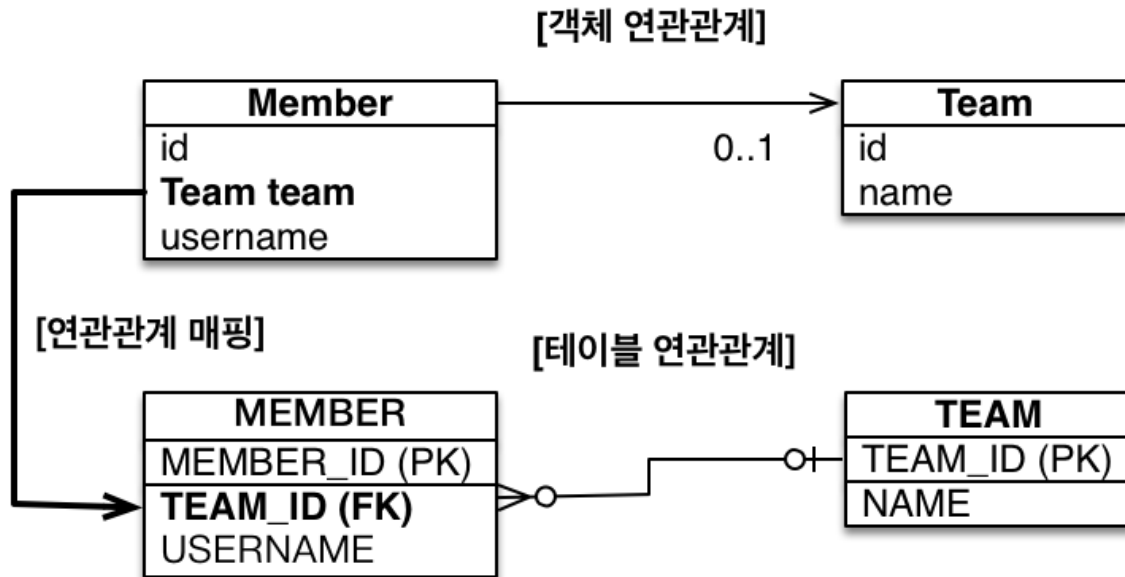 [객체 연관관계]
Member
id
Team team
username
0..1
Team
id
name
[연관관계 매핑]
[테이블 연관관계]
MEMBER
MEMBER_ID (PK)
TEAM_ID (FK)
USERNAME
TEAM
TEAM_ID (PK)
NAME